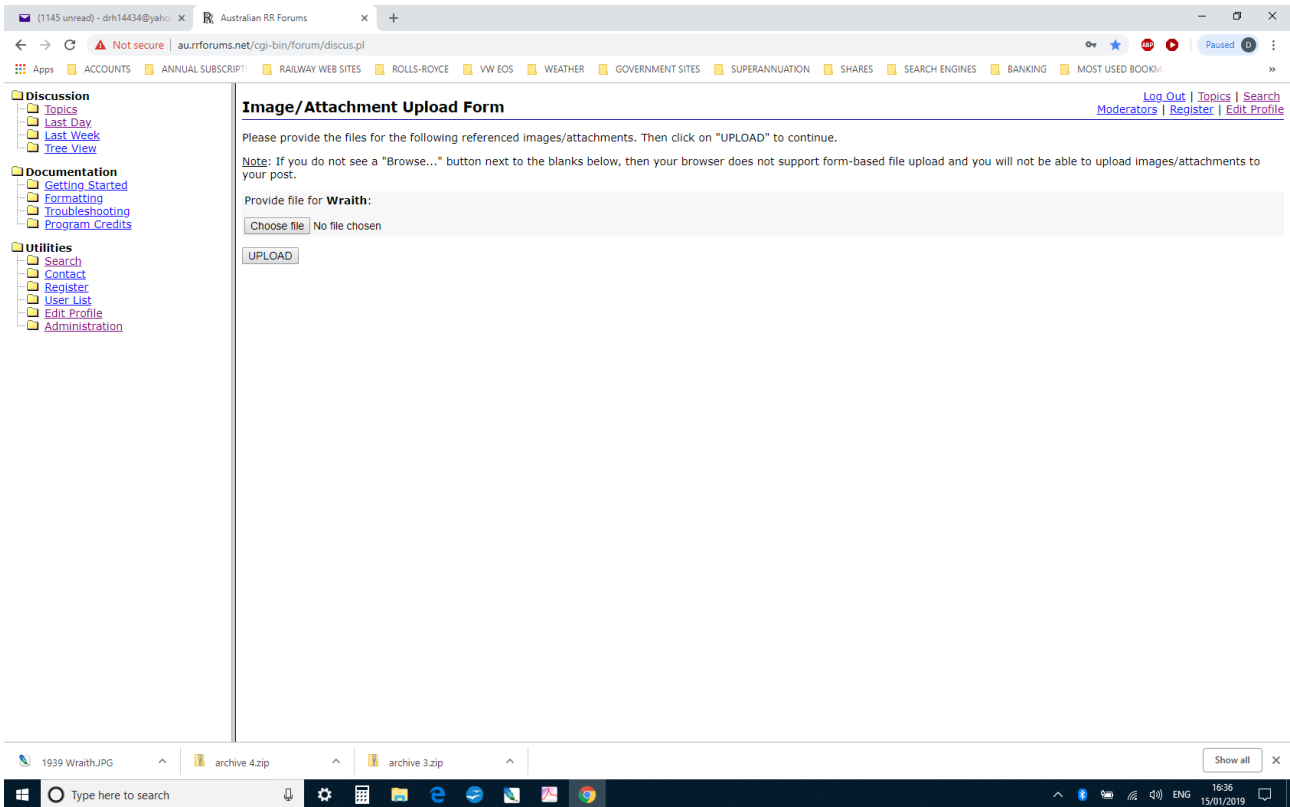 (1145 unread) - drh14434@yaho
Australian RR Forums
Not secure | au.rrforums.net/cgi-bin/forum/discus.pl
ABP
Paused D
Apps ACCOUNTS ANNUAL SUBSCRIPTI RAILWAY WEB SITES ROLLS-ROYCE VW EOS WEATHER GOVERNMENT SITES SUPERANNUATION SHARES SEARCH ENGINES BANKING MOST USED BOOKM
Discussion
Topics
Last Day
Last Week
Tree View
Documentation
Getting Started
Formatting
Troubleshooting
Program Credits
Utilities
Search
Contact
Register
User List
Edit Profile
Administration
Image/Attachment Upload Form
Log Out | Topics | Search
Moderators | Register | Edit Profile
Please provide the files for the following referenced images/attachments. Then click on "UPLOAD" to continue.
Note: If you do not see a "Browse..." button next to the blanks below, then your browser does not support form-based file upload and you will not be able to upload images/attachments to
your post.
Provide file for Wraith:
Choose file No file chosen
UPLOAD
1939 Wraith.JPG
archive 4.zip
archive 3.zip
Show all
Type here to search
ENG
16:36
15/01/2019